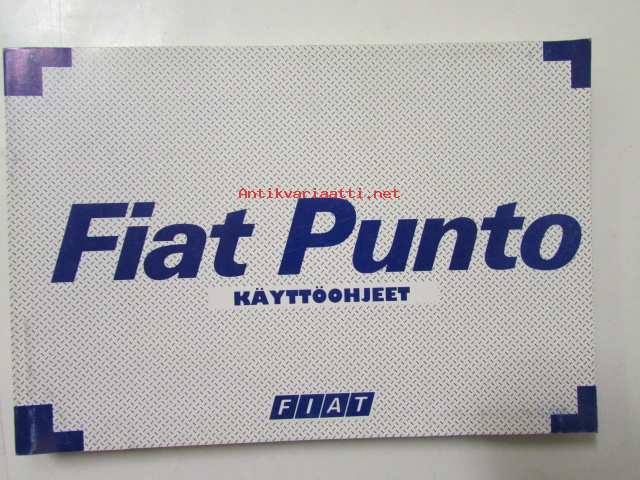 Antikvariaatti.net
Fiat Punto
KÄYTTÖOHJEET
FIAT